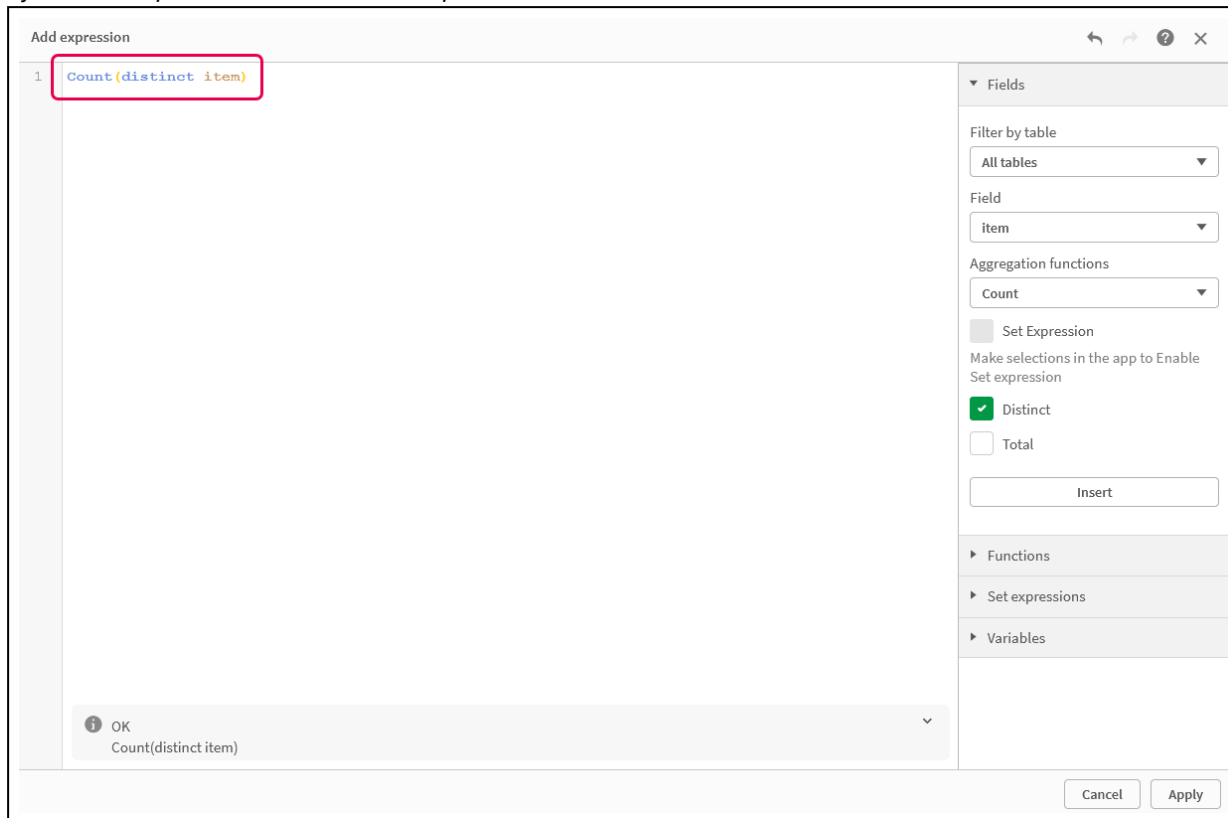 Add expression
1 Count(distinct item)
Fields
Filter by table
All tables
Field
item
Aggregation functions
Count
Set Expression
Make selections in the app to Enable
Set expression
Distinct
Total
Insert
Functions
Set expressions
Variables
OK
Count(distinct item)
Cancel Apply